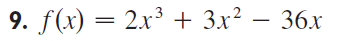 9. f(x) = 2x³ + 3x² − 36x